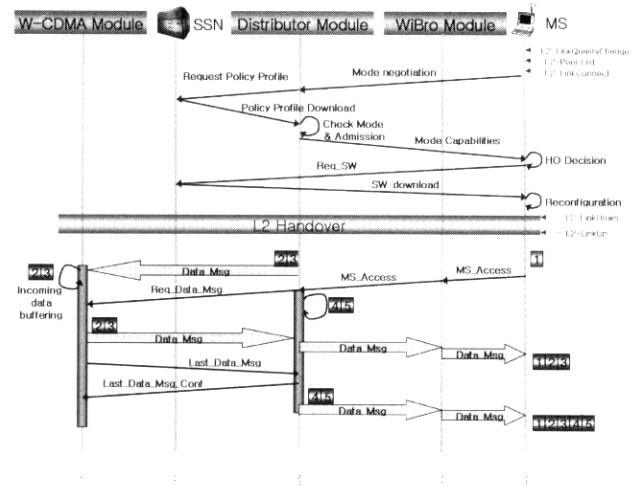 W-CDMA Module SSN Distributor Module WiBro Module MS
L2-LinkQualityChange
L2-Poor List
L2-LinkConnect
Request Policy Profile
Mode negotiation
Policy Profile Download
Check Mode
& Admission
Mode Capabilities
HO Decision
Req_SW
SW_download
Reconfiguration
L2-LinkDown
L2 Handover
L2-LinkUp
2 3
1
2 3
Data_Msg
MS_Access
MS_Access
Incoming
data
buffering
Req_Data_Msg
4 5
2 3
Data_Msg
Data_Msg
Data_Msg
1 2 3
Last_Data_Msg
Last_Data_Msg_Conf
4 5
Data_Msg
Data_Msg
1 2 3 4 5